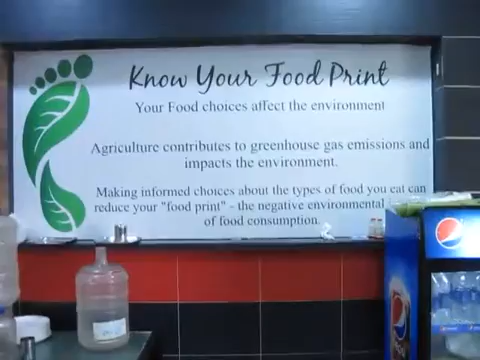 Know Your Food Print
Your Food choices affect the environment
Agriculture contributes to greenhouse gas emissions and
impacts the environment.
Making informed choices about the types of food you eat can
reduce your "food print" - the negative environmental
of food consumption.
pepsi